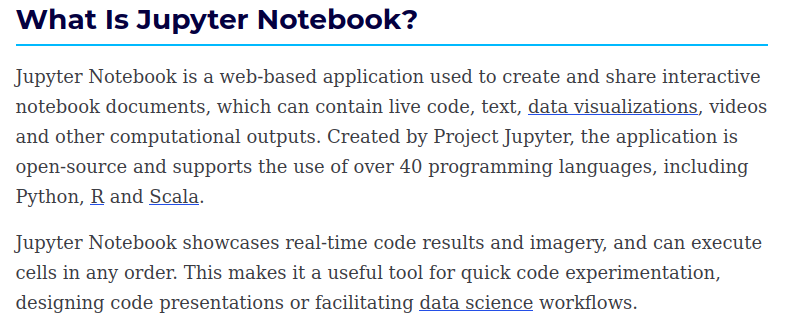 What Is Jupyter Notebook?
Jupyter Notebook is a web-based application used to create and share interactive
notebook documents, which can contain live code, text, data visualizations, videos
and other computational outputs. Created by Project Jupyter, the application is
open-source and supports the use of over 40 programming languages, including
Python, R and Scala.
Jupyter Notebook showcases real-time code results and imagery, and can execute
cells in any order. This makes it a useful tool for quick code experimentation,
designing code presentations or facilitating data science workflows.